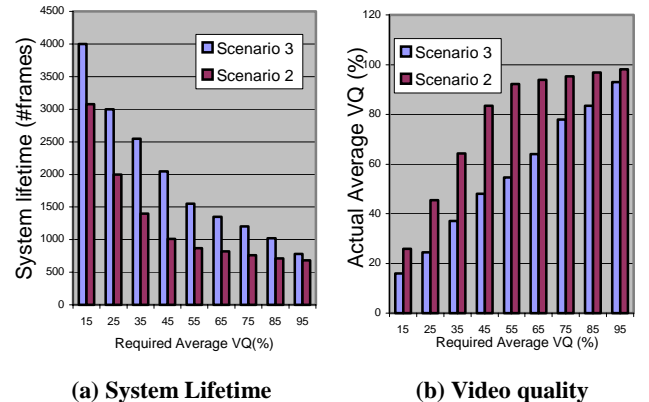 4500
4000
3500
3000
2500
2000
1500
1000
500
0
System lifetime (#frames)
Scenario 3
Scenario 2
15 25 35 45 55 65 75 85 95
Required Average VQ(%)
(a) System Lifetime
120
100
80
60
40
20
0
Actual Average VQ (%)
Scenario 3
Scenario 2
15 25 35 45 55 65 75 85 95
Required Average VQ (%)
(b) Video quality